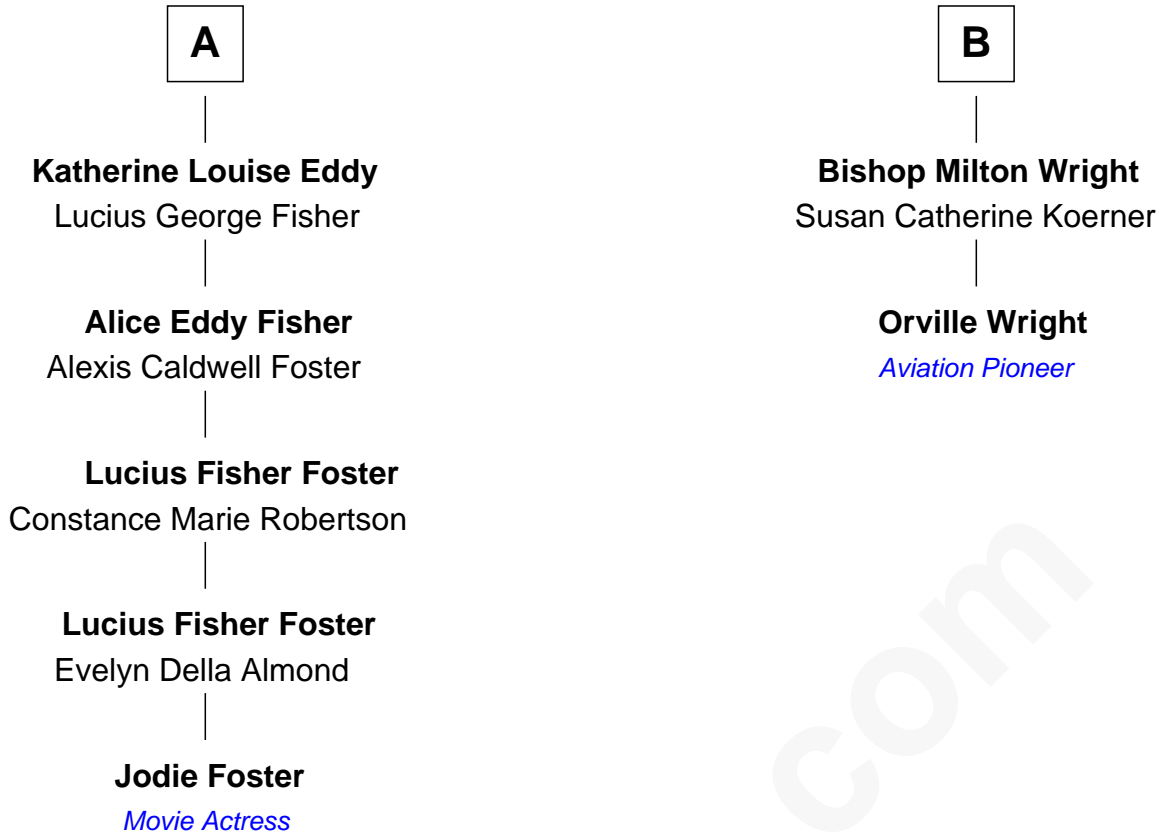 A
Katherine Louise Eddy
Lucius George Fisher
Alice Eddy Fisher
Alexis Caldwell Foster
Lucius Fisher Foster
Constance Marie Robertson
Lucius Fisher Foster
Evelyn Della Almond
Jodie Foster
Movie Actress
B
Bishop Milton Wright
Susan Catherine Koerner
Orville Wright
Aviation Pioneer
com